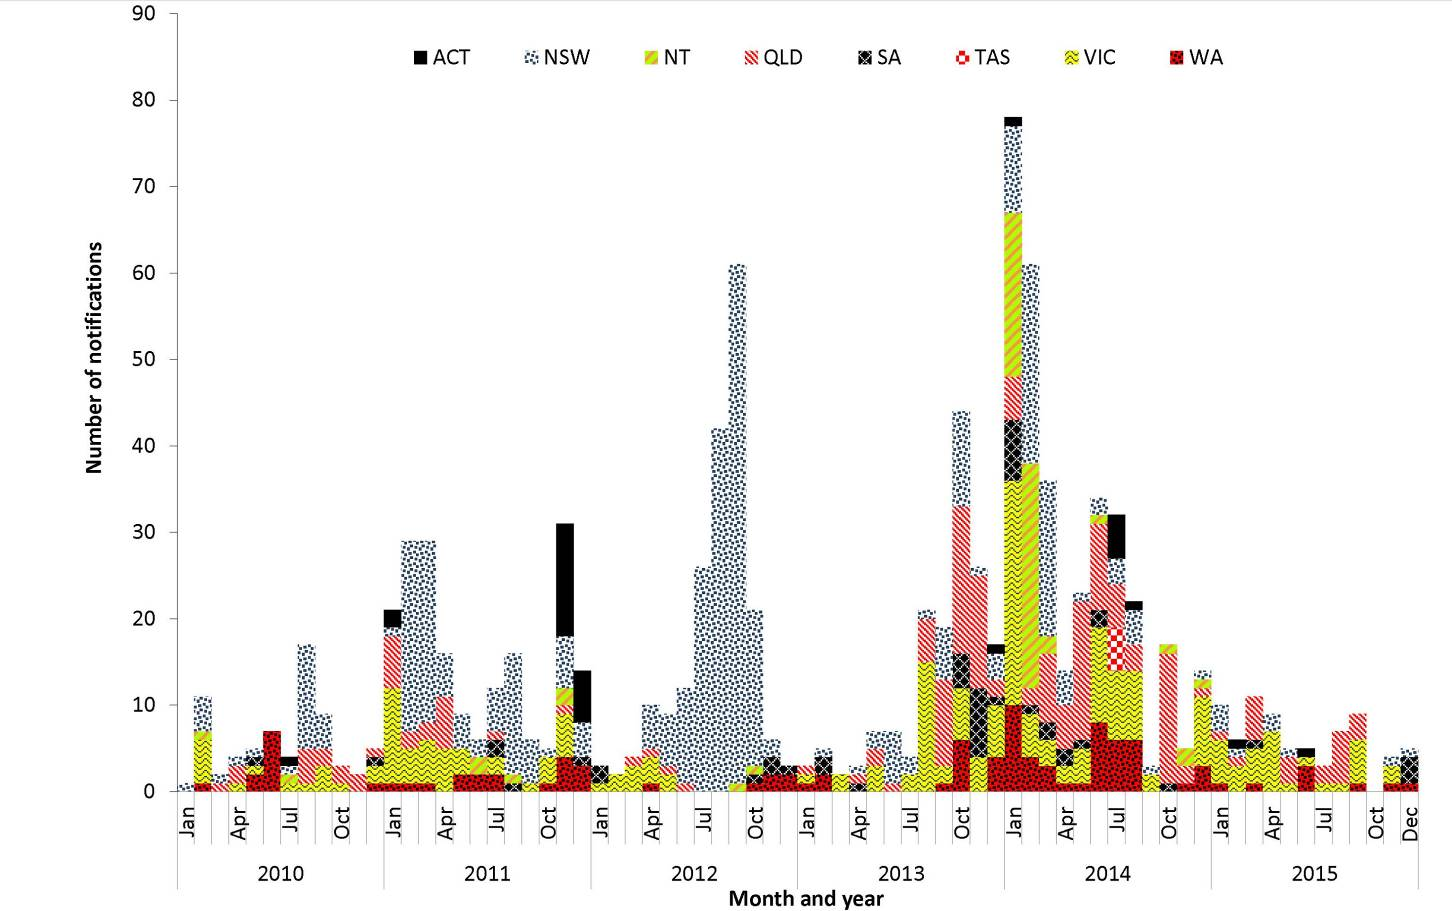 90
ACT NSW NT QLD SA TAS VIC WA
80
70
60
50
40
30
20
10
0
Number of notifications
Jan Apr Jul Oct Jan Apr Jul Oct Jan Apr Jul Oct Jan Apr Jul Oct Jan Apr Jul Oct Jan Apr Jul Oct Dec
2010 2011 2012 2013 2014 2015
Month and year